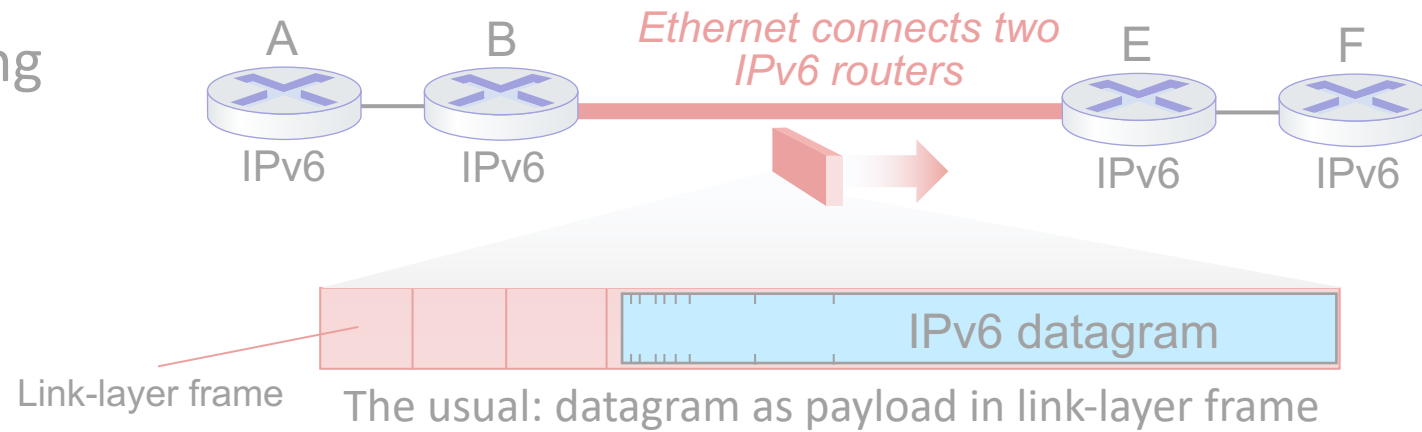 ng
A
B
Ethernet connects two
IPv6 routers
E
F
IPv6
IPv6
IPv6
IPv6
IPv6 datagram
Link-layer frame
The usual: datagram as payload in link-layer frame